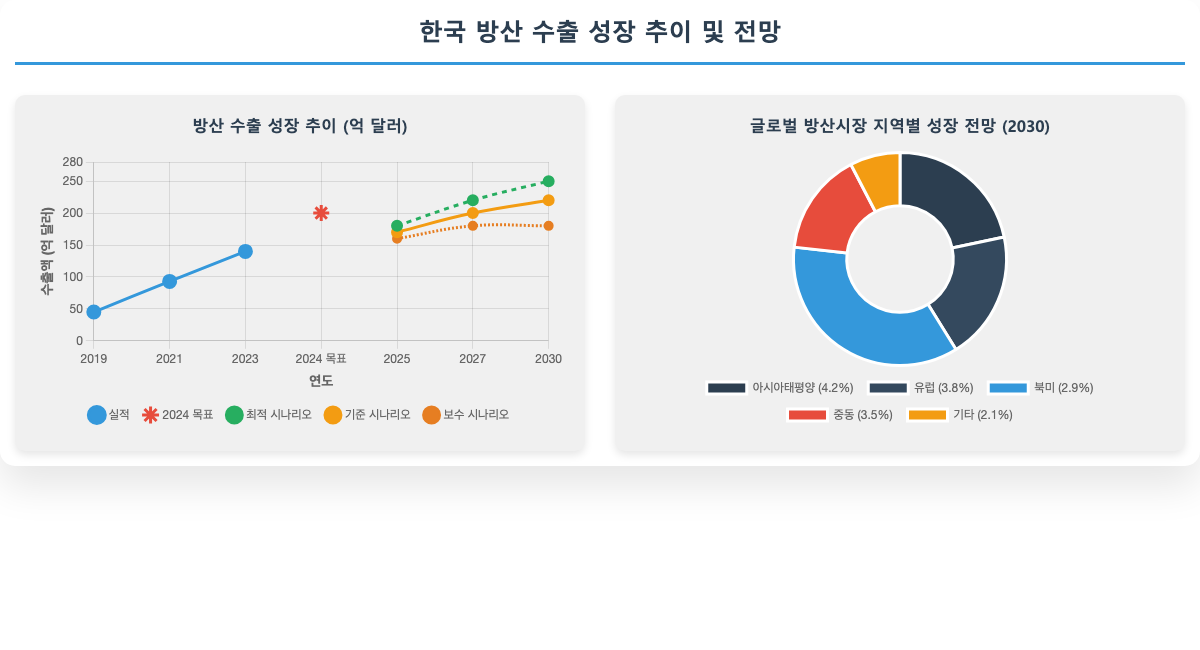 한국 방산 수출 성장 추이 및 전망
방산 수출 성장 추이 (억 달러)
수출액 (억 달러)
280
250
200
150
100
50
0
2019 2021 2023 2024 목표 2025 2027 2030
연도
실적 2024 목표 최적 시나리오 기준 시나리오 보수 시나리오
글로벌 방산시장 지역별 성장 전망 (2030)
아시아태평양 (4.2%) 유럽 (3.8%) 북미 (2.9%)
중동 (3.5%) 기타 (2.1%)